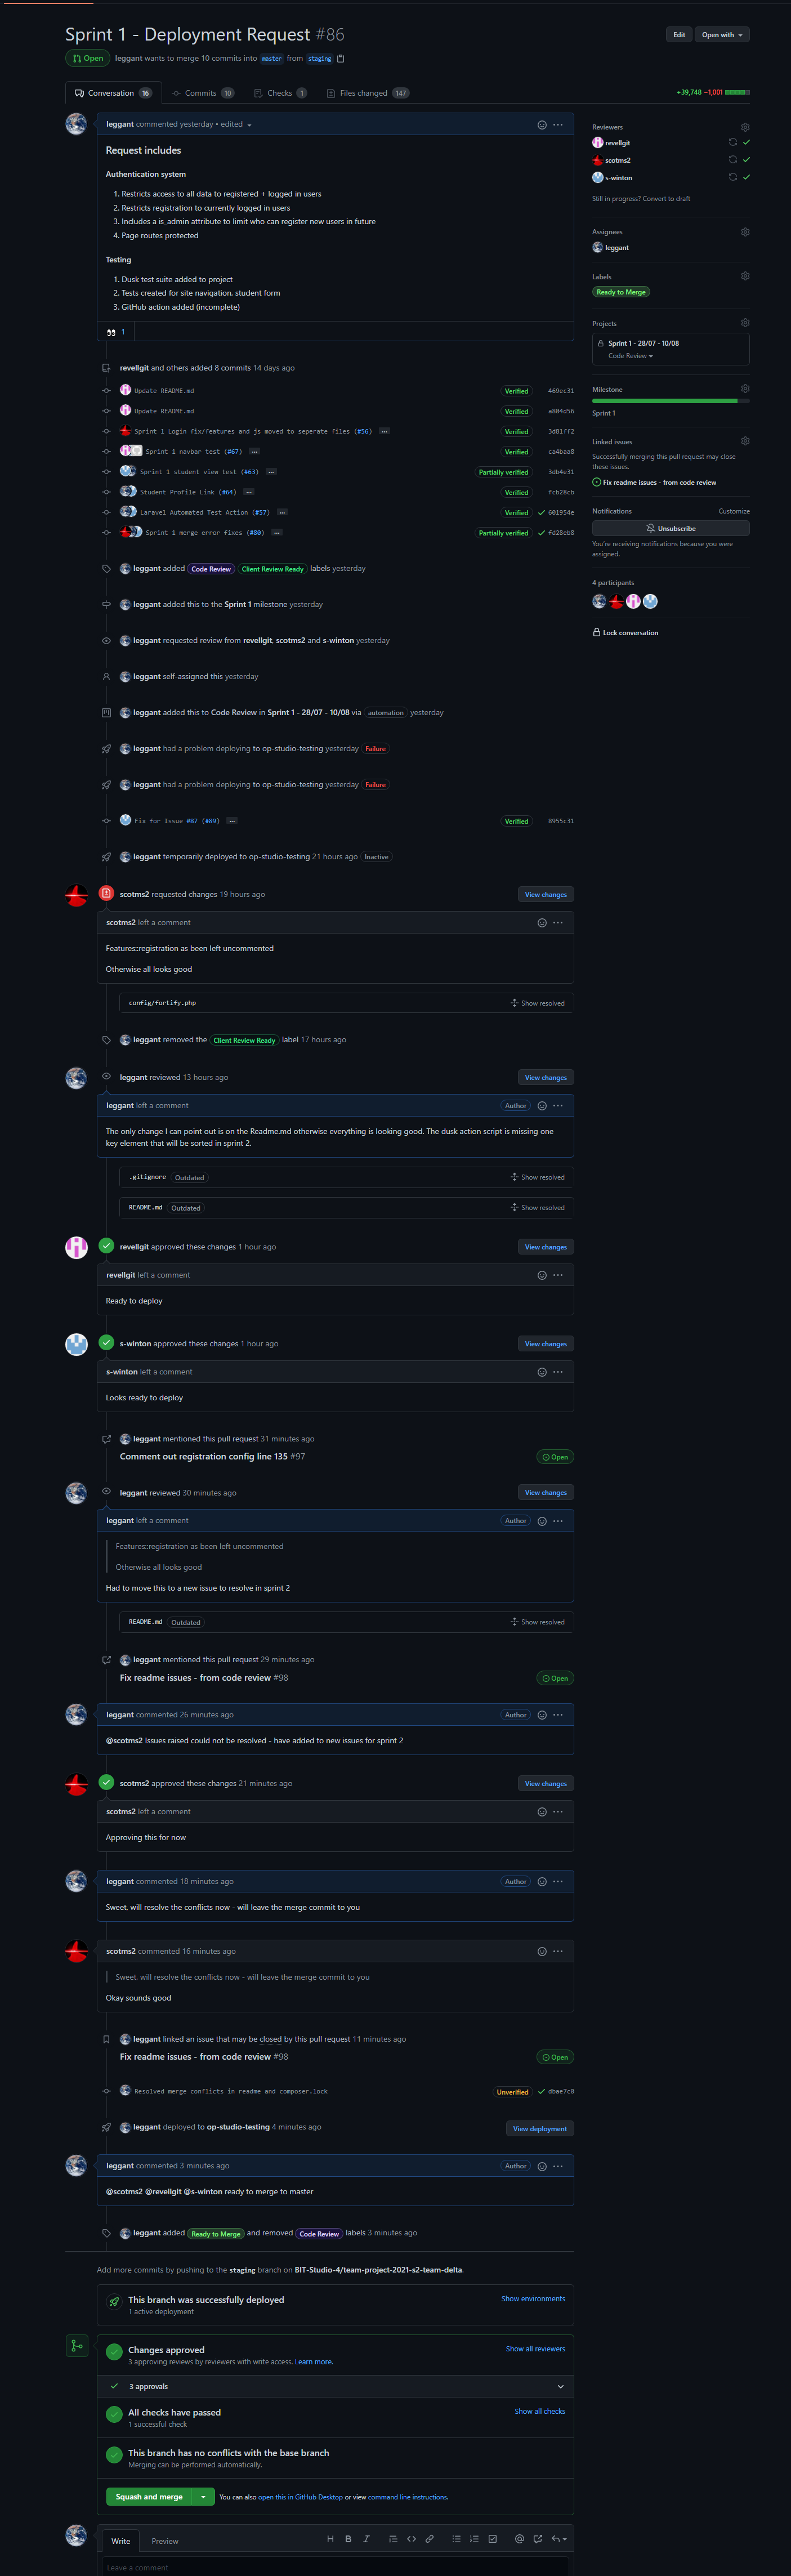 Sprint 1 - Deployment Request #86
Edit
Open with
Open
leggant wants to merge 10 commits into master from staging
Conversation 16
Commits 10
Checks 1
Files changed 147
+39,748 −1,001
leggant commented yesterday • edited
Request includes
Authentication system
1. Restricts access to all data to registered + logged in users
2. Restricts registration to currently logged in users
3. Includes a is_admin attribute to limit who can register new users in future
4. Page routes protected
Testing
1. Dusk test suite added to project
2. Tests created for site navigation, student form
3. GitHub action added (incomplete)
1
Reviewers
revellgit
scotms2
s-winton
Still in progress? Convert to draft
Assignees
leggant
Labels
Ready to Merge
Projects
Sprint 1 - 28/07 - 10/08
Code Review
Milestone
Sprint 1
Linked issues
Successfully merging this pull request may close
these issues.
Fix readme issues - from code review
Notifications
Customize
Unsubscribe
You're receiving notifications because you were
assigned.
4 participants
Lock conversation
revellgit and others added 8 commits 14 days ago
Update README.md Verified 469ec31
Update README.md Verified a804d56
Sprint 1 Login fix/features and js moved to seperate files (#56) ... Verified 3d81ff2
Sprint 1 navbar test (#67) ... Verified ca4baa8
Sprint 1 student view test (#63) ... Partially verified 3db4e31
Student Profile Link (#64) ... Verified fcb28cb
Laravel Automated Test Action (#57) ... Verified 601954e
Sprint 1 merge error fixes (#80) ... Partially verified fd28eb8
leggant added Code Review Client Review Ready labels yesterday
leggant added this to the Sprint 1 milestone yesterday
leggant requested review from revellgit, scotms2 and s-winton yesterday
leggant self-assigned this yesterday
leggant added this to Code Review in Sprint 1 - 28/07 - 10/08 via automation yesterday
leggant had a problem deploying to op-studio-testing yesterday Failure
leggant had a problem deploying to op-studio-testing yesterday Failure
Fix for Issue #87 (#89) ... Verified 8955c31
leggant temporarily deployed to op-studio-testing 21 hours ago Inactive
scotms2 requested changes 19 hours ago
View changes
scotms2 left a comment
Features::registration as been left uncommented
Otherwise all looks good
config/fortify.php
Show resolved
leggant removed the Client Review Ready label 17 hours ago
leggant reviewed 13 hours ago
View changes
leggant left a comment
Author
The only change I can point out is on the Readme.md otherwise everything is looking good. The dusk action script is missing one
key element that will be sorted in sprint 2.
.gitignore Outdated
Show resolved
README.md Outdated
Show resolved
revellgit approved these changes 1 hour ago
View changes
revellgit left a comment
Ready to deploy
s-winton approved these changes 1 hour ago
View changes
s-winton left a comment
Looks ready to deploy
leggant mentioned this pull request 31 minutes ago
Comment out registration config line 135 #97
Open
leggant reviewed 30 minutes ago
View changes
leggant left a comment
Author
Features::registration as been left uncommented
Otherwise all looks good
Had to move this to a new issue to resolve in sprint 2
README.md Outdated
Show resolved
leggant mentioned this pull request 29 minutes ago
Fix readme issues - from code review #98
Open
leggant commented 26 minutes ago
Author
@scotms2 Issues raised could not be resolved - have added to new issues for sprint 2
scotms2 approved these changes 21 minutes ago
View changes
scotms2 left a comment
Approving this for now
leggant commented 18 minutes ago
Author
Sweet, will resolve the conflicts now - will leave the merge commit to you
scotms2 commented 16 minutes ago
Sweet, will resolve the conflicts now - will leave the merge commit to you
Okay sounds good
leggant linked an issue that may be closed by this pull request 11 minutes ago
Fix readme issues - from code review #98
Open
Resolved merge conflicts in readme and composer.lock Unverified dbae7c0
leggant deployed to op-studio-testing 4 minutes ago
View deployment
leggant commented 3 minutes ago
Author
@scotms2 @revellgit @s-winton ready to merge to master
leggant added Ready to Merge and removed Code Review labels 3 minutes ago
Add more commits by pushing to the staging branch on BIT-Studio-4/team-project-2021-s2-team-delta.
This branch was successfully deployed
1 active deployment
Show environments
Changes approved
3 approving reviews by reviewers with write access. Learn more.
Show all reviewers
3 approvals
All checks have passed
1 successful check
Show all checks
This branch has no conflicts with the base branch
Merging can be performed automatically.
Squash and merge
You can also open this in GitHub Desktop or view command line instructions.
Write
Preview
Leave a comment